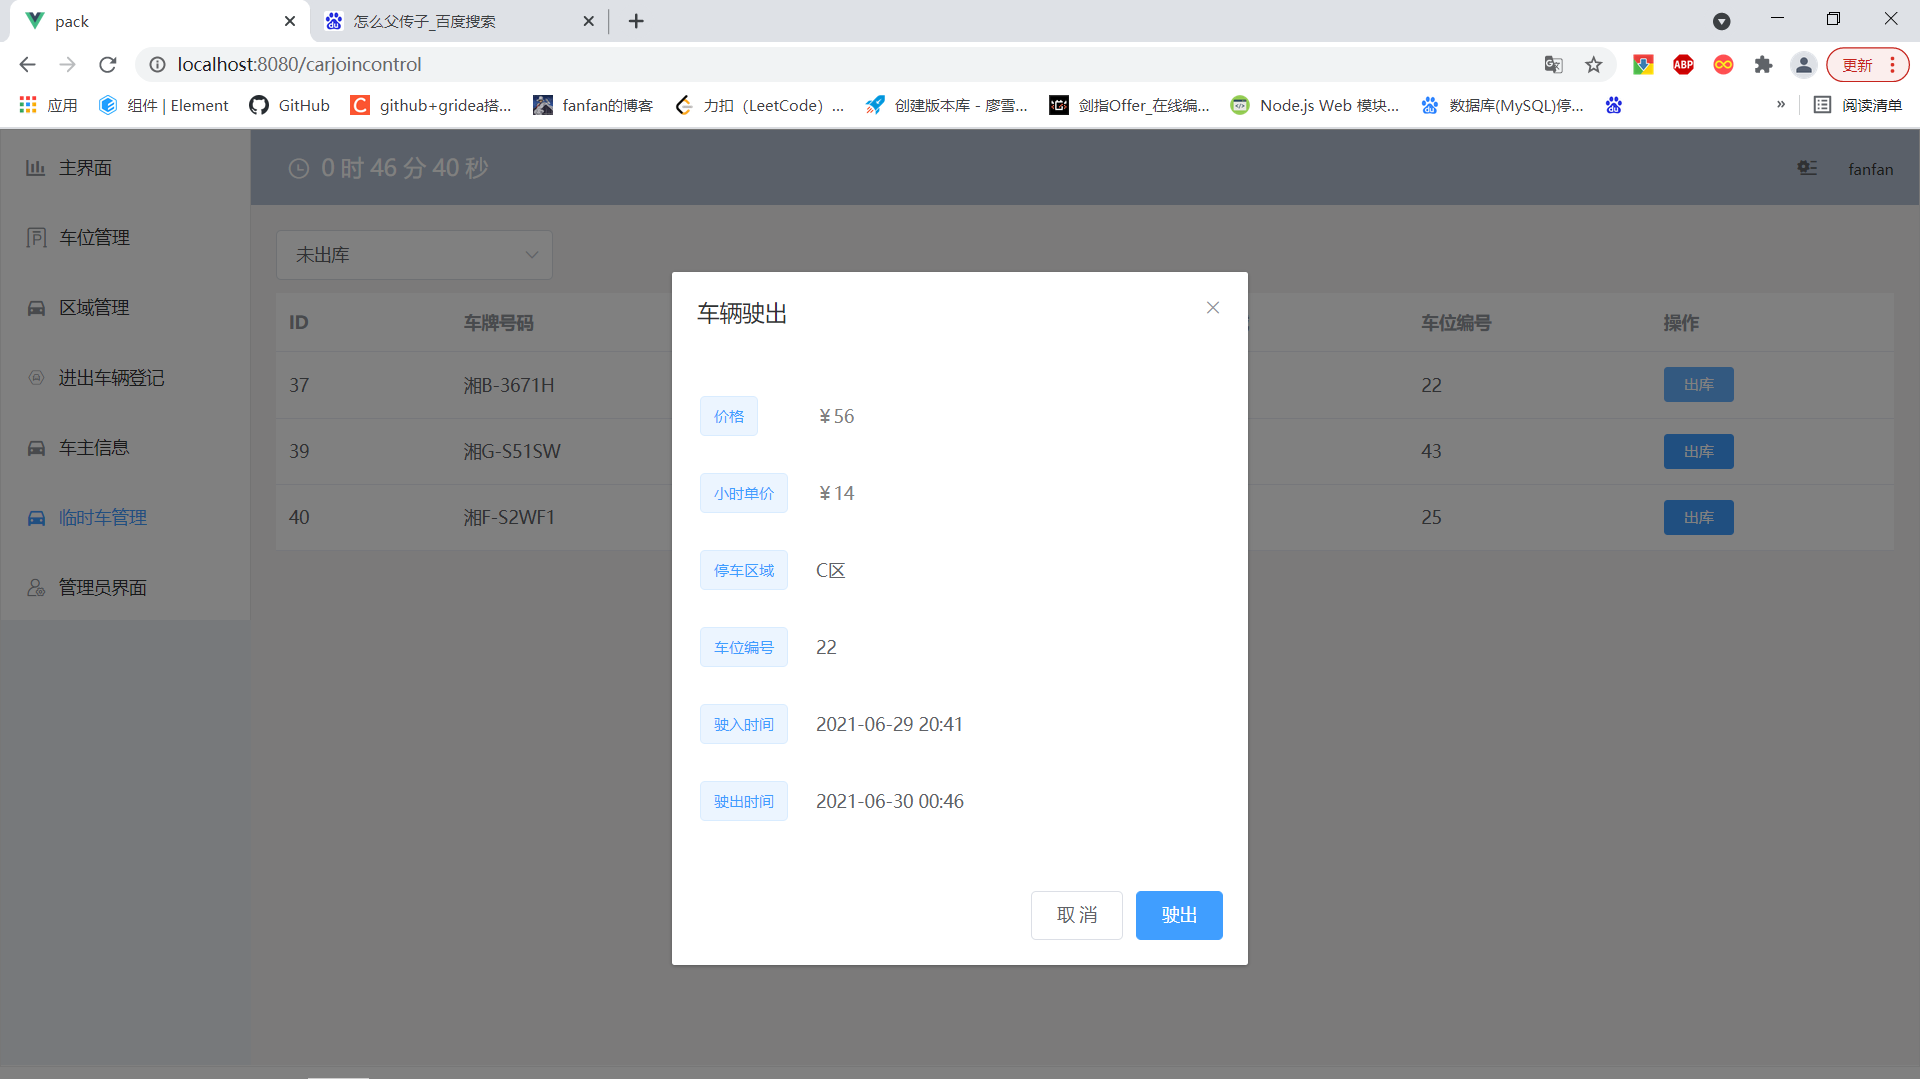 pack
怎么父传子_百度搜索
localhost:8080/carjoincontrol
ABP
更新
应用
组件 | Element
GitHub
github+gridea搭...
fanfan的博客
力扣（LeetCode）...
创建版本库 - 廖雪...
剑指Offer_在线编...
Node.js Web 模块...
数据库(MySQL)停...
»
阅读清单
主界面
车位管理
区域管理
进出车辆登记
车主信息
临时车管理
管理员界面
0 时 46 分 40 秒
fanfan
未出库
ID 车牌号码 车位编号 操作
37 湘B-3671H 22 出库
39 湘G-S51SW 43 出库
40 湘F-S2WF1 25 出库
车辆驶出
价格 ￥56
小时单价 ￥14
停车区域 C区
车位编号 22
驶入时间 2021-06-29 20:41
驶出时间 2021-06-30 00:46
取 消 驶出